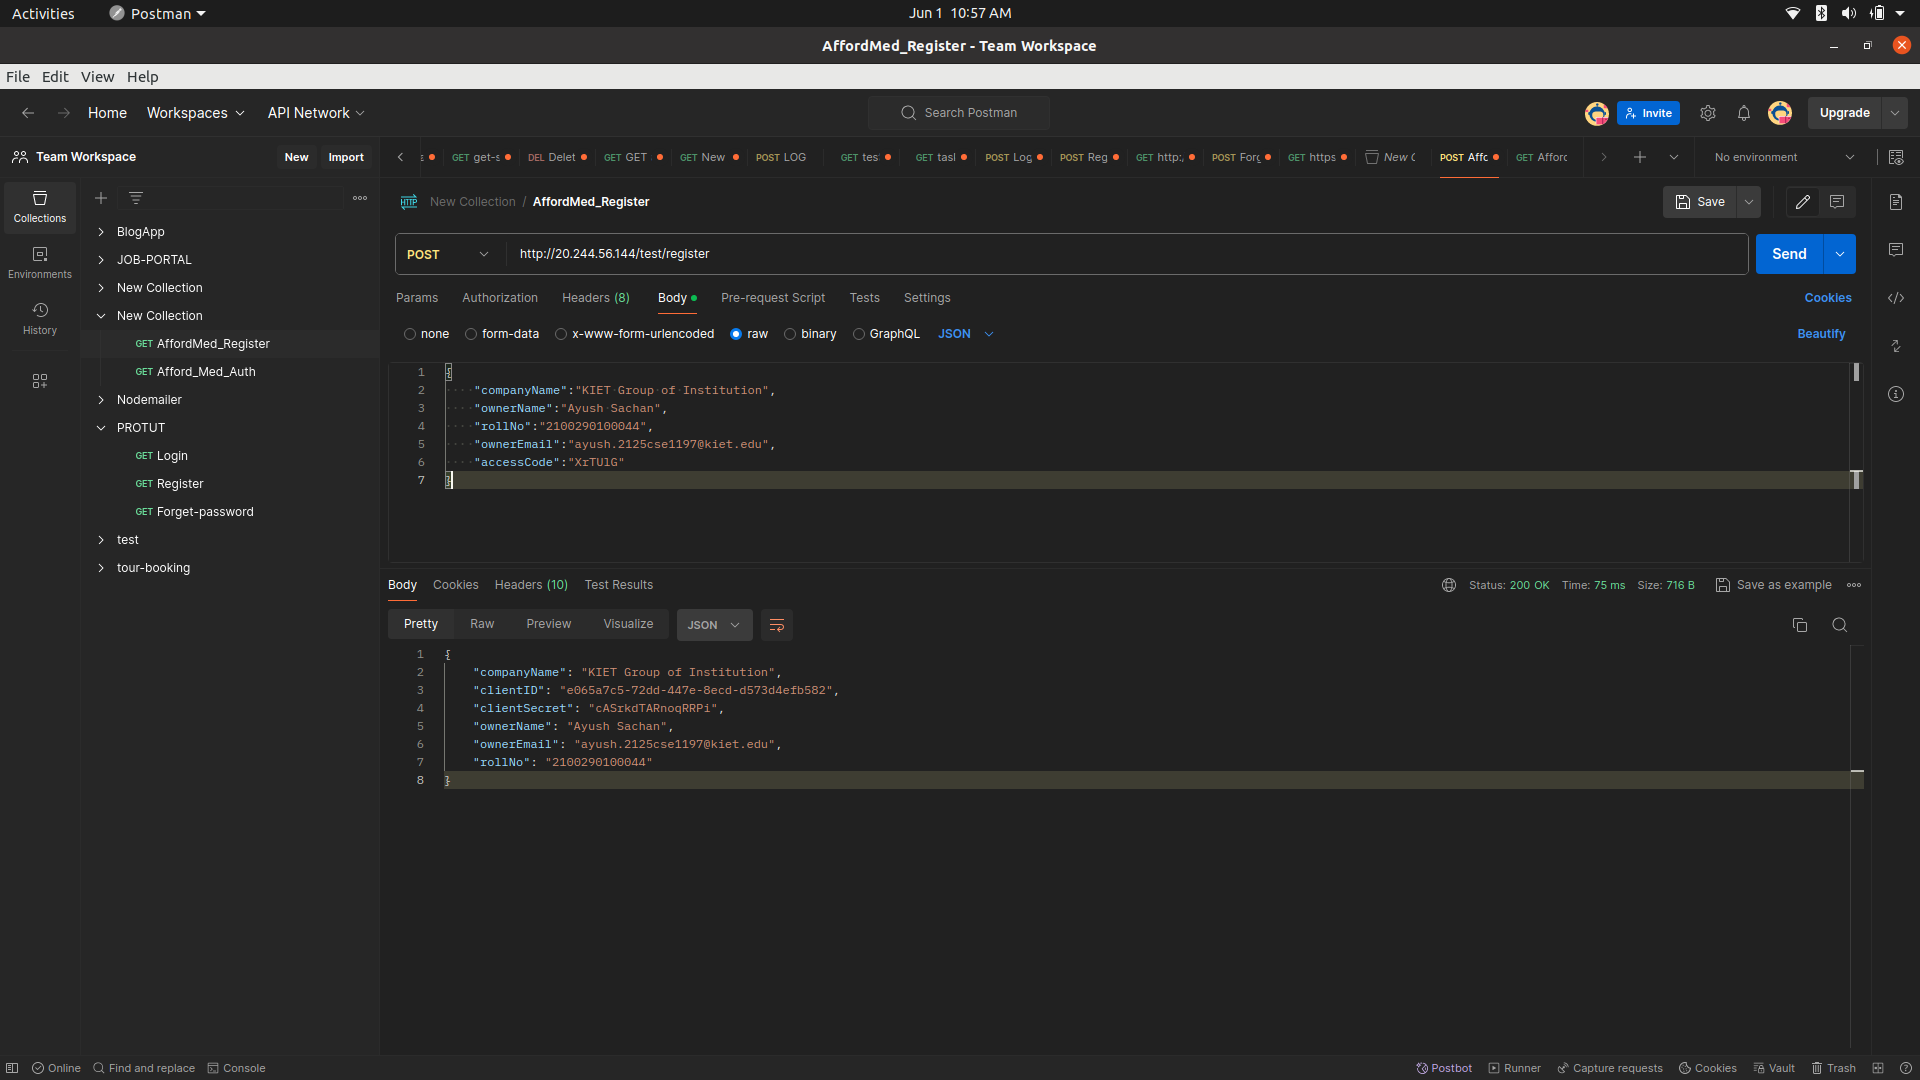 Activities Postman Jun 1 10:57 AM
AffordMed_Register - Team Workspace
File Edit View Help
Home Workspaces API Network Search Postman Invite Upgrade
Team Workspace New Import GET get-s DEL Delet GET GET GET New POST LOG GET tes GET tasl POST Log POST Reg GET http:, POST Forg GET https New C POST Affc GET Afforc No environment
Collections
Environments
History
BlogApp
JOB-PORTAL
New Collection
New Collection
GET AffordMed_Register
GET Afford_Med_Auth
Nodemailer
PROTUT
GET Login
GET Register
GET Forget-password
test
tour-booking
HTTP New Collection / AffordMed_Register Save
POST http://20.244.56.144/test/register Send
Params Authorization Headers (8) Body Pre-request Script Tests Settings Cookies
none form-data x-www-form-urlencoded raw binary GraphQL JSON Beautify
1 {
2 "companyName":"KIET Group of Institution",
3 "ownerName":"Ayush Sachan",
4 "rollNo":"2100290100044",
5 "ownerEmail":"ayush.2125cse1197@kiet.edu",
6 "accessCode":"XrTUlG"
7 }
Body Cookies Headers (10) Test Results Status: 200 OK Time: 75 ms Size: 716 B Save as example
Pretty Raw Preview Visualize JSON
1 {
2 "companyName": "KIET Group of Institution",
3 "clientID": "e065a7c5-72dd-447e-8ecd-d573d4efb582",
4 "clientSecret": "cASrkdTARnoqRRPi",
5 "ownerName": "Ayush Sachan",
6 "ownerEmail": "ayush.2125cse1197@kiet.edu",
7 "rollNo": "2100290100044"
8 }
Online Find and replace Console Postbot Runner Capture requests Cookies Vault Trash